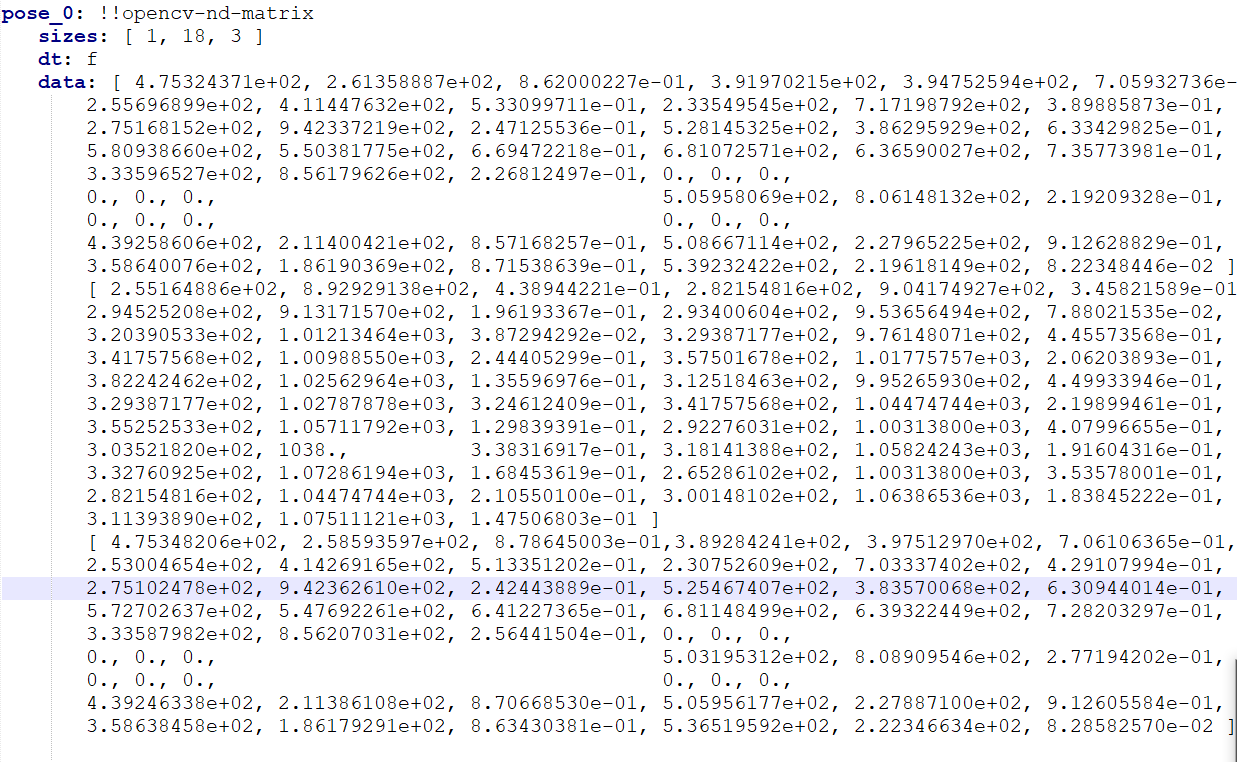 pose_0: !!opencv-nd-matrix
sizes: [ 1, 18, 3 ]
dt: f
data: [ 4.75324371e+02, 2.61358887e+02, 8.62000227e-01, 3.91970215e+02, 3.94752594e+02, 7.05932736e-
2.55696899e+02, 4.11447632e+02, 5.33099711e-01, 2.33549545e+02, 7.17198792e+02, 3.89885873e-01,
2.75168152e+02, 9.42337219e+02, 2.47125536e-01, 5.28145325e+02, 3.86295929e+02, 6.33429825e-01,
5.80938660e+02, 5.50381775e+02, 6.69472218e-01, 6.81072571e+02, 6.36590027e+02, 7.35773981e-01,
3.33596527e+02, 8.56179626e+02, 2.26812497e-01, 0., 0., 0.,
0., 0., 0., 5.05958069e+02, 8.06148132e+02, 2.19209328e-01,
0., 0., 0., 0., 0., 0.,
4.39258606e+02, 2.11400421e+02, 8.57168257e-01, 5.08667114e+02, 2.27965225e+02, 9.12628829e-01,
3.58640076e+02, 1.86190369e+02, 8.71538639e-01, 5.39232422e+02, 2.19618149e+02, 8.22348446e-02 ]
[ 2.55164886e+02, 8.92929138e+02, 4.38944221e-01, 2.82154816e+02, 9.04174927e+02, 3.45821589e-01
2.94525208e+02, 9.13171570e+02, 1.96193367e-01, 2.93400604e+02, 9.53656494e+02, 7.88021535e-02,
3.20390533e+02, 1.01213464e+03, 3.87294292e-02, 3.29387177e+02, 9.76148071e+02, 4.45573568e-01,
3.41757568e+02, 1.00988550e+03, 2.44405299e-01, 3.57501678e+02, 1.01775757e+03, 2.06203893e-01,
3.82242462e+02, 1.02562964e+03, 1.35596976e-01, 3.12518463e+02, 9.95265930e+02, 4.49933946e-01,
3.29387177e+02, 1.02787878e+03, 3.24612409e-01, 3.41757568e+02, 1.04474744e+03, 2.19899461e-01,
3.55252533e+02, 1.05711792e+03, 1.29839391e-01, 2.92276031e+02, 1.00313800e+03, 4.07996655e-01,
3.03521820e+02, 1038., 3.38316917e-01, 3.18141388e+02, 1.05824243e+03, 1.91604316e-01,
3.32760925e+02, 1.07286194e+03, 1.68453619e-01, 2.65286102e+02, 1.00313800e+03, 3.53578001e-01,
2.82154816e+02, 1.04474744e+03, 2.10550100e-01, 3.00148102e+02, 1.06386536e+03, 1.83845222e-01,
3.11393890e+02, 1.07511121e+03, 1.47506803e-01 ]
[ 4.75348206e+02, 2.58593597e+02, 8.78645003e-01,3.89284241e+02, 3.97512970e+02, 7.06106365e-01,
2.53004654e+02, 4.14269165e+02, 5.13351202e-01, 2.30752609e+02, 7.03337402e+02, 4.29107994e-01,
2.75102478e+02, 9.42362610e+02, 2.42443889e-01, 5.25467407e+02, 3.83570068e+02, 6.30944014e-01,
5.72702637e+02, 5.47692261e+02, 6.41227365e-01, 6.81148499e+02, 6.39322449e+02, 7.28203297e-01,
3.33587982e+02, 8.56207031e+02, 2.56441504e-01, 0., 0., 0.,
0., 0., 0., 5.03195312e+02, 8.08909546e+02, 2.77194202e-01,
0., 0., 0., 0., 0., 0.,
4.39246338e+02, 2.11386108e+02, 8.70668530e-01, 5.05956177e+02, 2.27887100e+02, 9.12605584e-01,
3.58638458e+02, 1.86179291e+02, 8.63430381e-01, 5.36519592e+02, 2.22346634e+02, 8.28582570e-02 ]